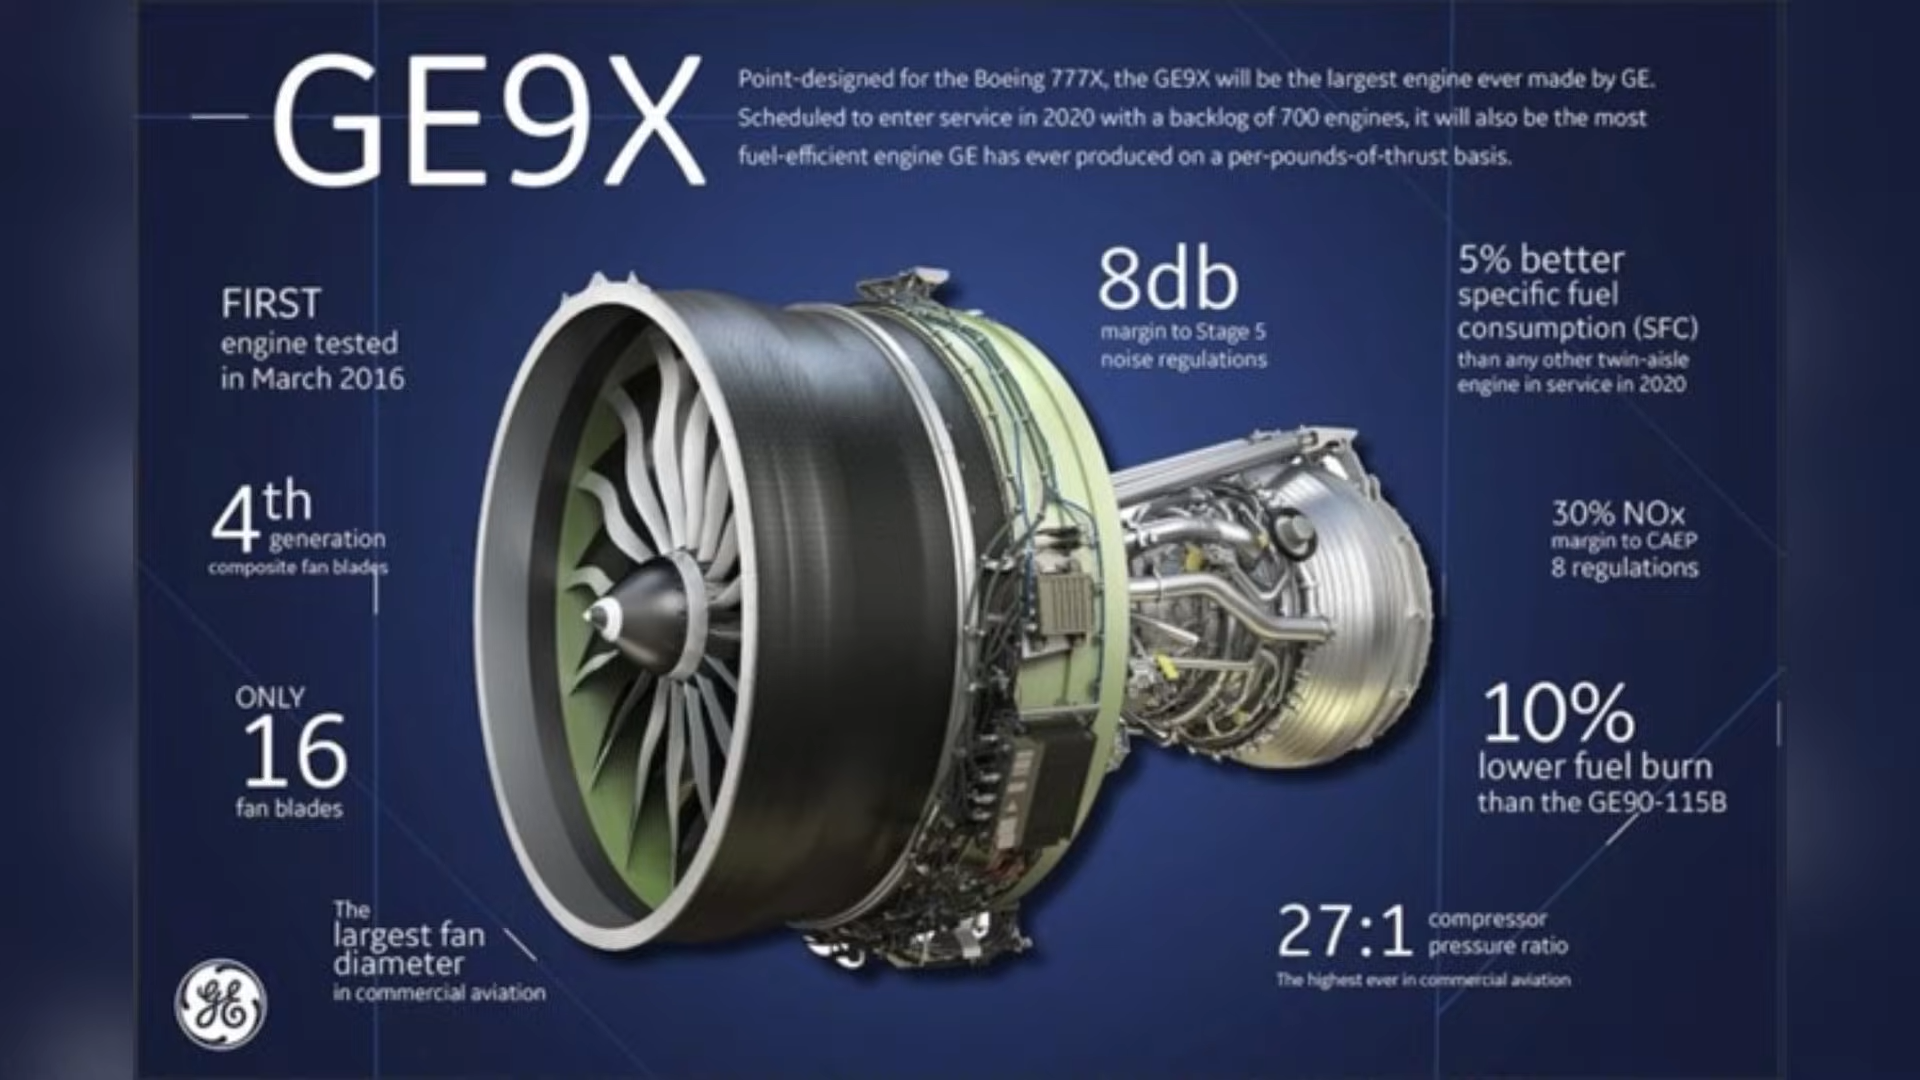 GE9X
Point-designed for the Boeing 777X, the GE9X will be the largest engine ever made by GE.
Scheduled to enter service in 2020 with a backlog of 700 engines, it will also be the most
fuel-efficient engine GE has ever produced on a per-pounds-of-thrust basis.
FIRST
engine tested
in March 2016
4th
generation
composite fan blades
ONLY
16
fan blades
The
largest fan
diameter
in commercial aviation
GE
8db
margin to Stage 5
noise regulations
5% better
specific fuel
consumption (SFC)
than any other twin-aisle
engine in service in 2020
30% NOx
margin to CAEP
8 regulations
10%
lower fuel burn
than the GE90-115B
27:1
compressor
pressure ratio
The highest ever in commercial aviation